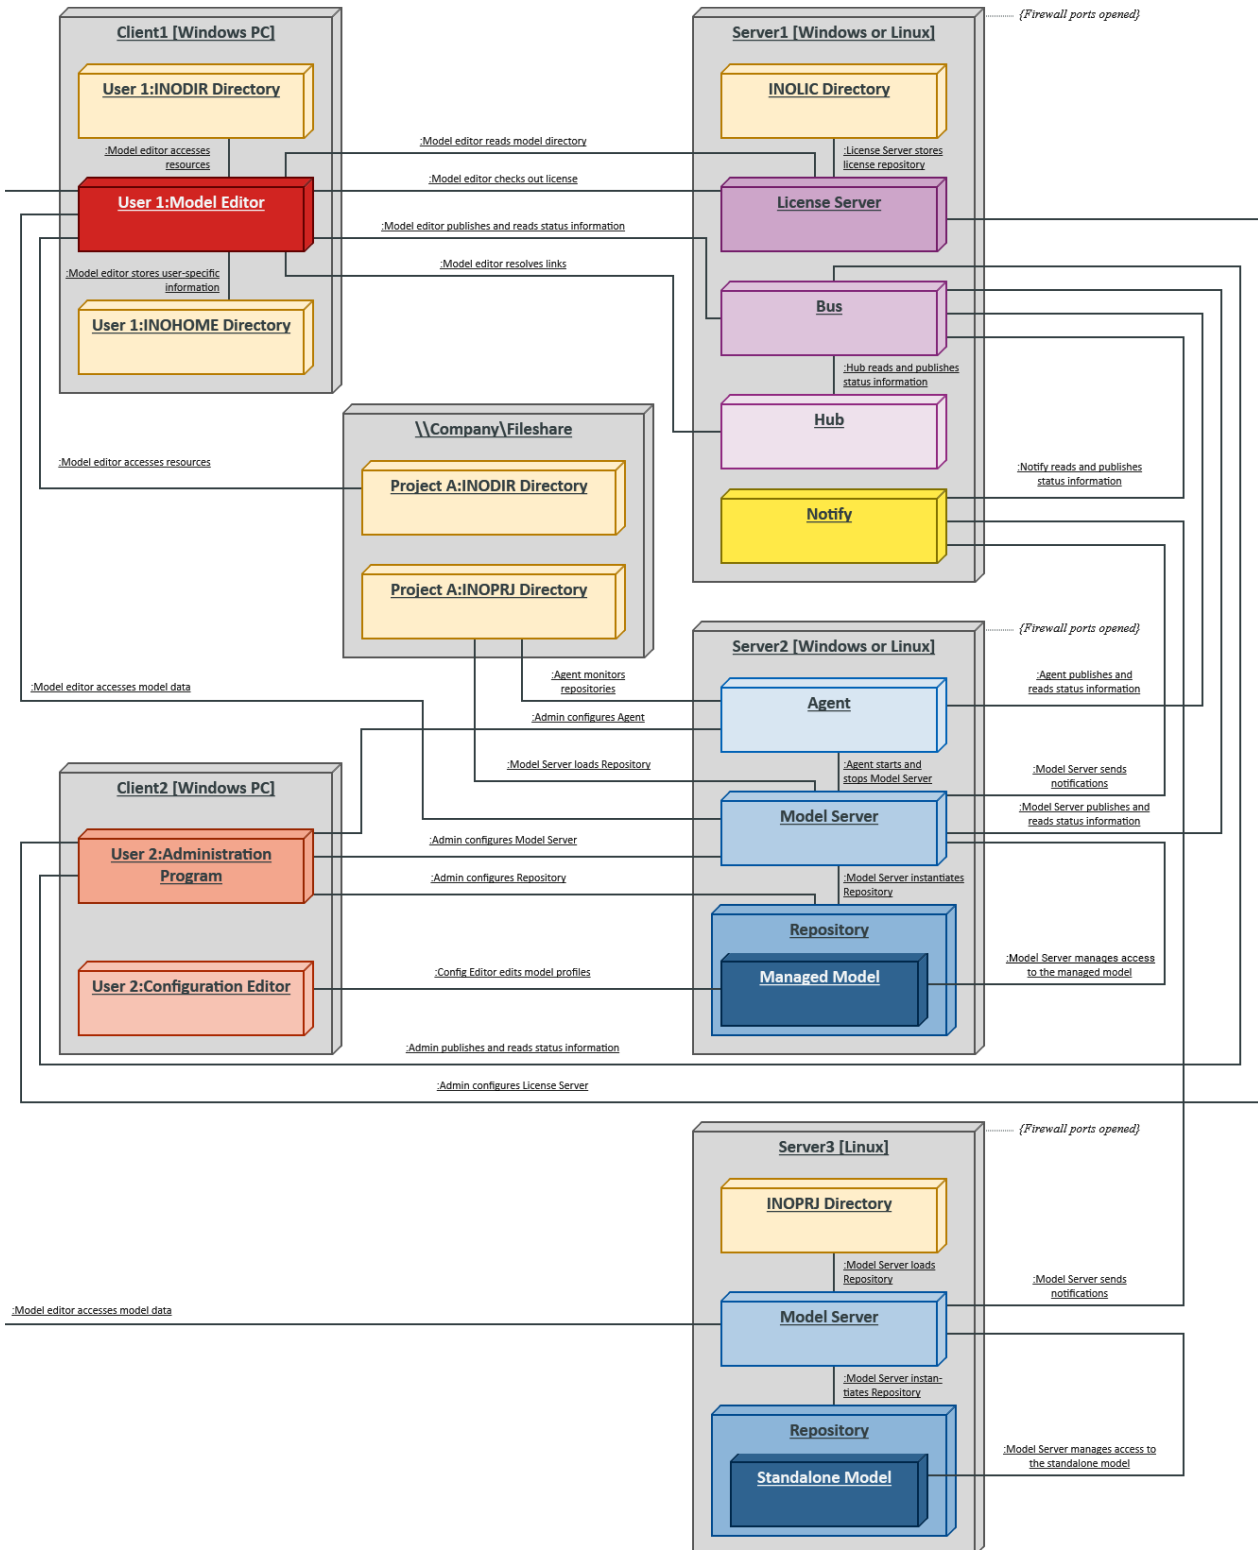 Client1 [Windows PC]
User 1:INODIR Directory
:Model editor accesses
resources
User 1:Model Editor
:Model editor stores user-specific
information
User 1:INOHOME Directory
:Model editor reads model directory
:Model editor checks out license
:Model editor publishes and reads status information
:Model editor resolves links
Server1 [Windows or Linux]
{Firewall ports opened}
INOLIC Directory
:License Server stores
license repository
License Server
Bus
:Hub reads and publishes
status information
Hub
Notify
:Notify reads and publishes
status information
\\Company\Fileshare
Project A:INODIR Directory
Project A:INOPRJ Directory
:Model editor accesses resources
:Model editor accesses model data
:Agent monitors
repositories
:Admin configures Agent
:Model Server loads Repository
Server2 [Windows or Linux]
{Firewall ports opened}
Agent
:Agent publishes and
reads status information
:Agent starts and
stops Model Server
:Model Server sends
notifications
Model Server
:Model Server publishes and
reads status information
:Model Server instantiates
Repository
Repository
Managed Model
:Model Server manages access
to the managed model
Client2 [Windows PC]
User 2:Administration
Program
User 2:Configuration Editor
:Admin configures Model Server
:Admin configures Repository
:Config Editor edits model profiles
:Admin publishes and reads status information
:Admin configures License Server
Server3 [Linux]
{Firewall ports opened}
INOPRJ Directory
:Model Server loads
Repository
:Model Server sends
notifications
:Model editor accesses model data
Model Server
:Model Server instan-
tiates Repository
Repository
Standalone Model
:Model Server manages access to
the standalone model